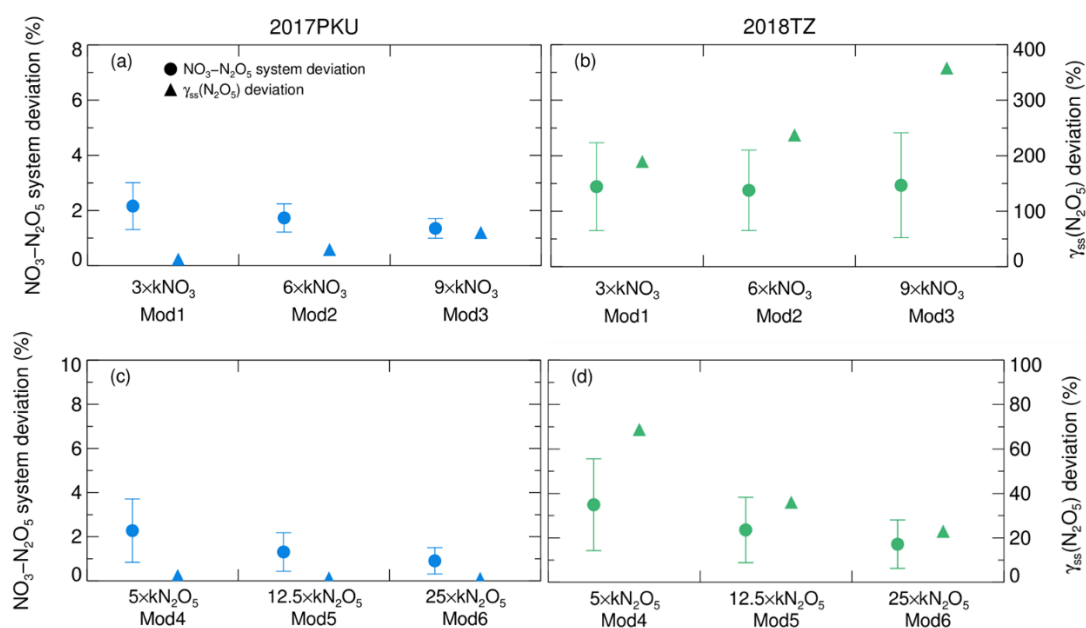 2017PKU
2018TZ
NO₃−N₂O₅ system deviation (%)
8
6
4
2
0
(a)
NO₃−N₂O₅ system deviation
γss(N₂O₅) deviation
3×kNO₃
Mod1
6×kNO₃
Mod2
9×kNO₃
Mod3
(b)
400
300
200
100
0
γss(N₂O₅) deviation (%)
3×kNO₃
Mod1
6×kNO₃
Mod2
9×kNO₃
Mod3
NO₃−N₂O₅ system deviation (%)
10
8
6
4
2
0
(c)
5×kN₂O₅
Mod4
12.5×kN₂O₅
Mod5
25×kN₂O₅
Mod6
(d)
100
80
60
40
20
0
γss(N₂O₅) deviation (%)
5×kN₂O₅
Mod4
12.5×kN₂O₅
Mod5
25×kN₂O₅
Mod6